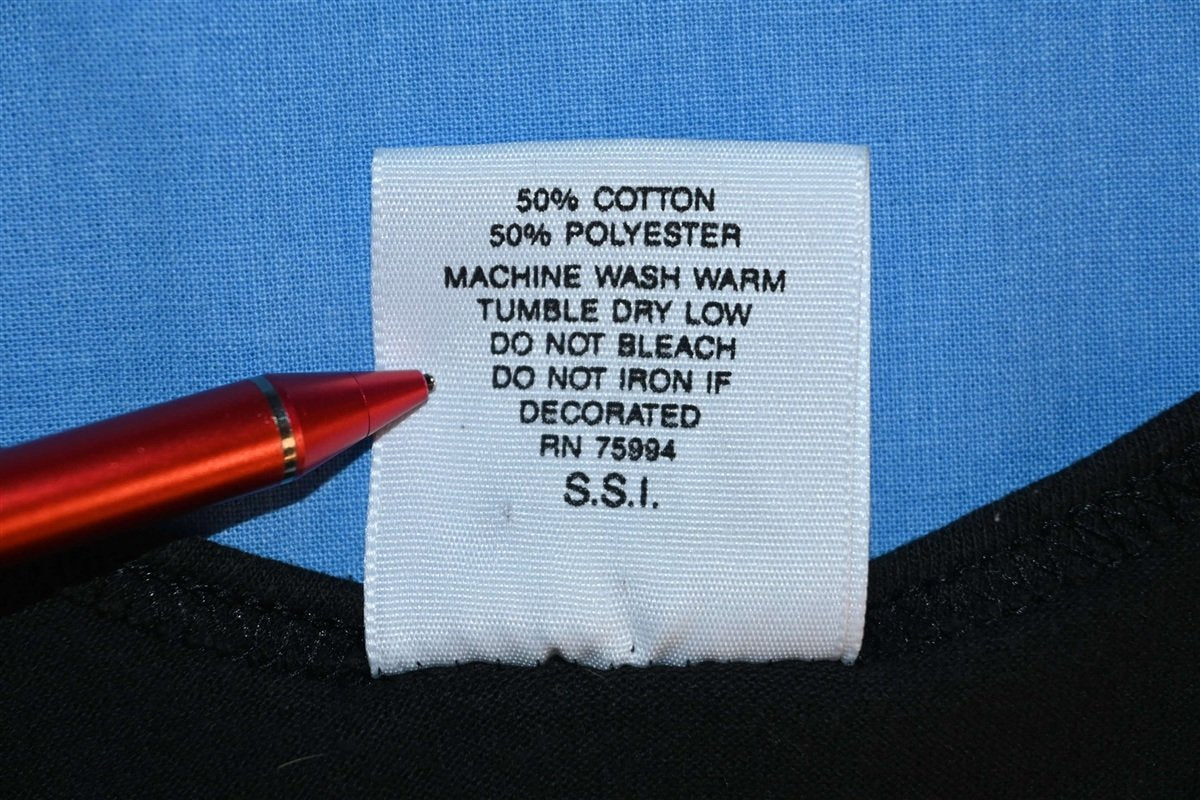 50% COTTON
50% POLYESTER
MACHINE WASH WARM
TUMBLE DRY LOW
DO NOT BLEACH
DO NOT IRON IF
DECORATED
RN 75994
S.S.I.